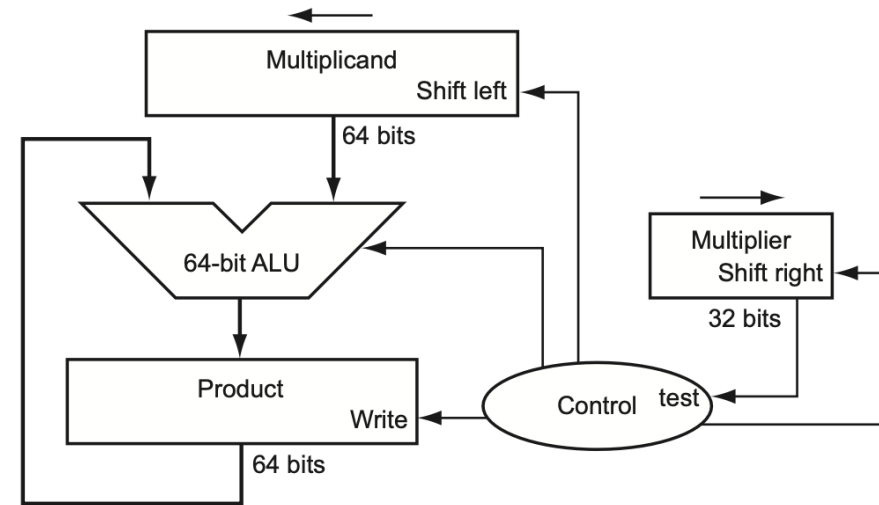 Multiplicand
Shift left
64 bits
64-bit ALU
Multiplier
Shift right
32 bits
Product
Write
Control
test
64 bits